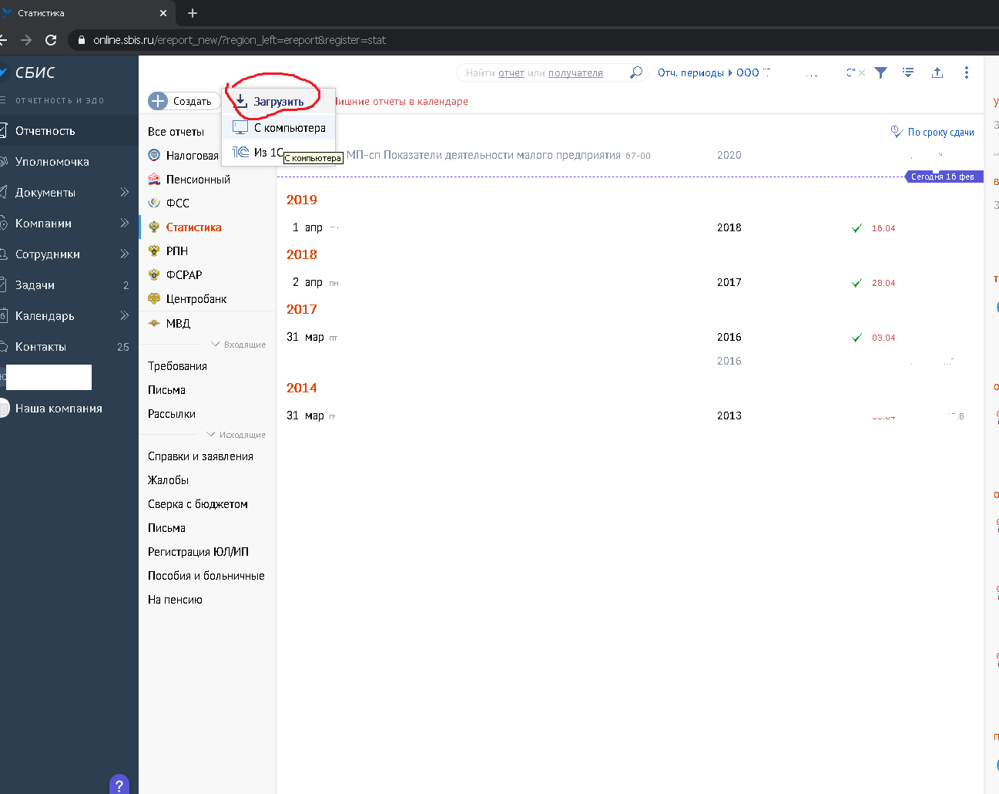 Статистика
online.sbis.ru/ereport_new/?region_left=ereport&register=stat
СБИС
ОТЧЕТНОСТЬ И ЭДО
Отчетность
Уполномочка
Документы
Компании
Сотрудники
Задачи 2
Календарь
Контакты 25
Наша компания
Найти отчет или получателя
Отч. периоды ООО
Создать
Загрузить
С компьютера
Из 1С
С компьютера
Лишние отчеты в календаре
Все отчеты
Налоговая
Пенсионный
ФСС
Статистика
РПН
ФСРАР
Центробанк
МВД
Входящие
Требования
Письма
Рассылки
Исходящие
Справки и заявления
Жалобы
Сверка с бюджетом
Письма
Регистрация ЮЛ/ИП
Пособия и больничные
На пенсию
По сроку сдачи
МП-сп Показатели деятельности малого предприятия 67-00 2020
Сегодня 16 фев
2019
1 апр 2018 16.04
2018
2 апр пн 2017 28.04
2017
31 мар пт 2016 03.04
2016
2014
31 мар 2013
?